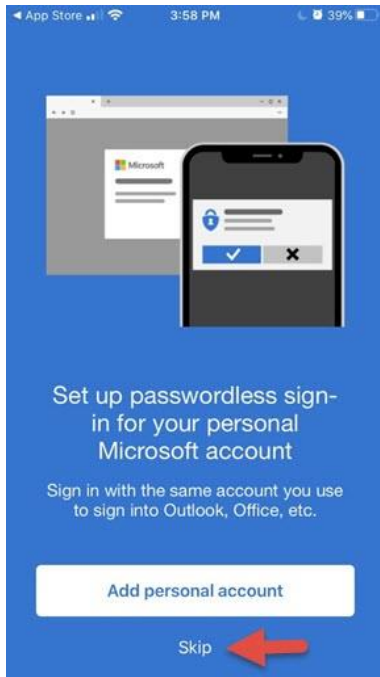 App Store 3:58 PM 39%
Microsoft
Set up passwordless sign-
in for your personal
Microsoft account
Sign in with the same account you use
to sign into Outlook, Office, etc.
Add personal account
Skip